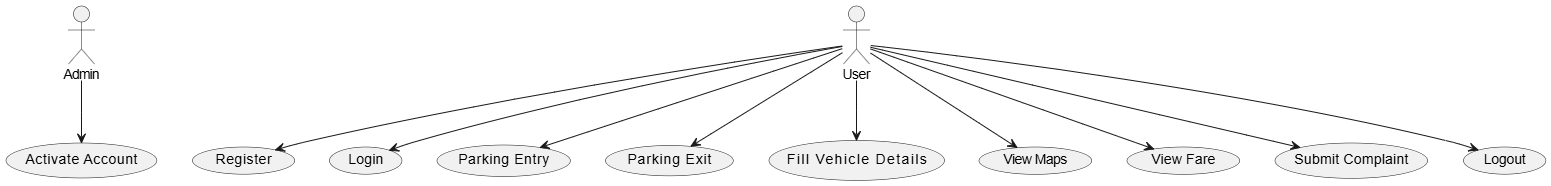 Admin
User
Activate Account
Register
Login
Parking Entry
Parking Exit
Fill Vehicle Details
View Maps
View Fare
Submit Complaint
Logout